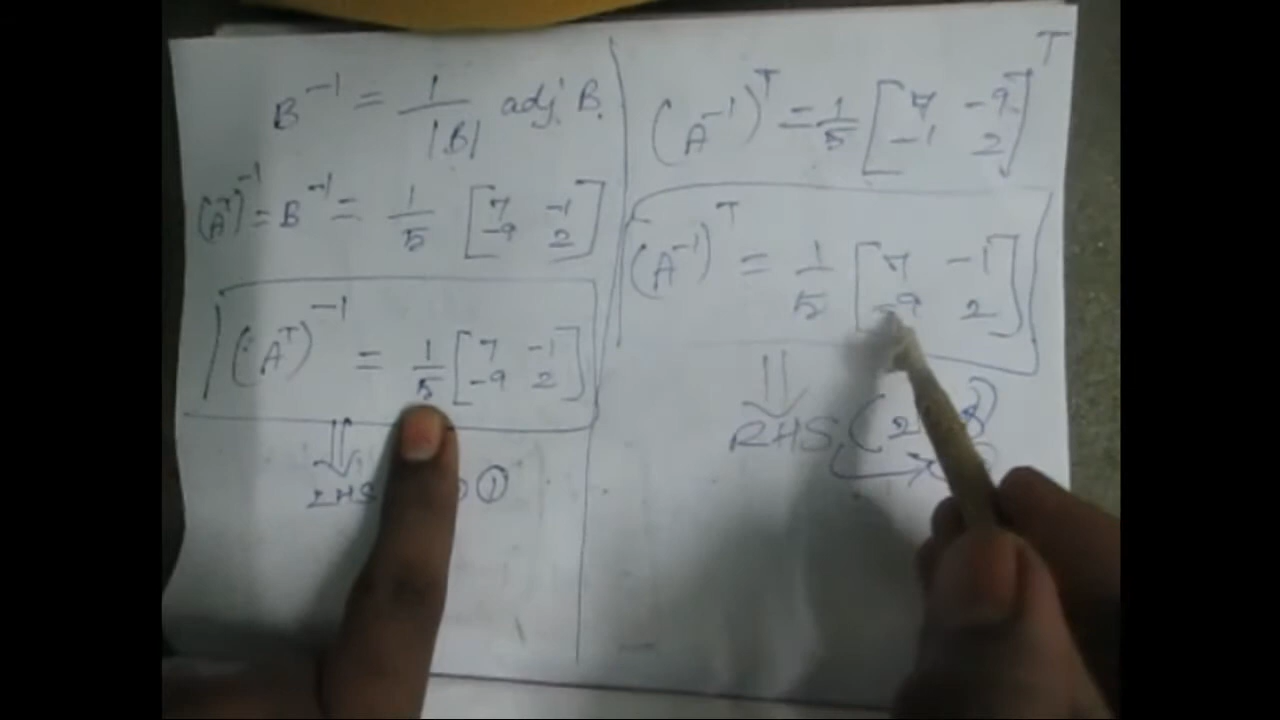 B⁻¹ = 1/|B| adj. B.
(Aᵀ)⁻¹ = B⁻¹ = 1/5 [7 -1
-9 2]
(Aᵀ)⁻¹ = 1/5 [7 -1
-9 2]
LHS ①
(A⁻¹)ᵀ = 1/5 [7 -9
-1 2]ᵀ
(A⁻¹)ᵀ = 1/5 [7 -1
-9 2]
RHS